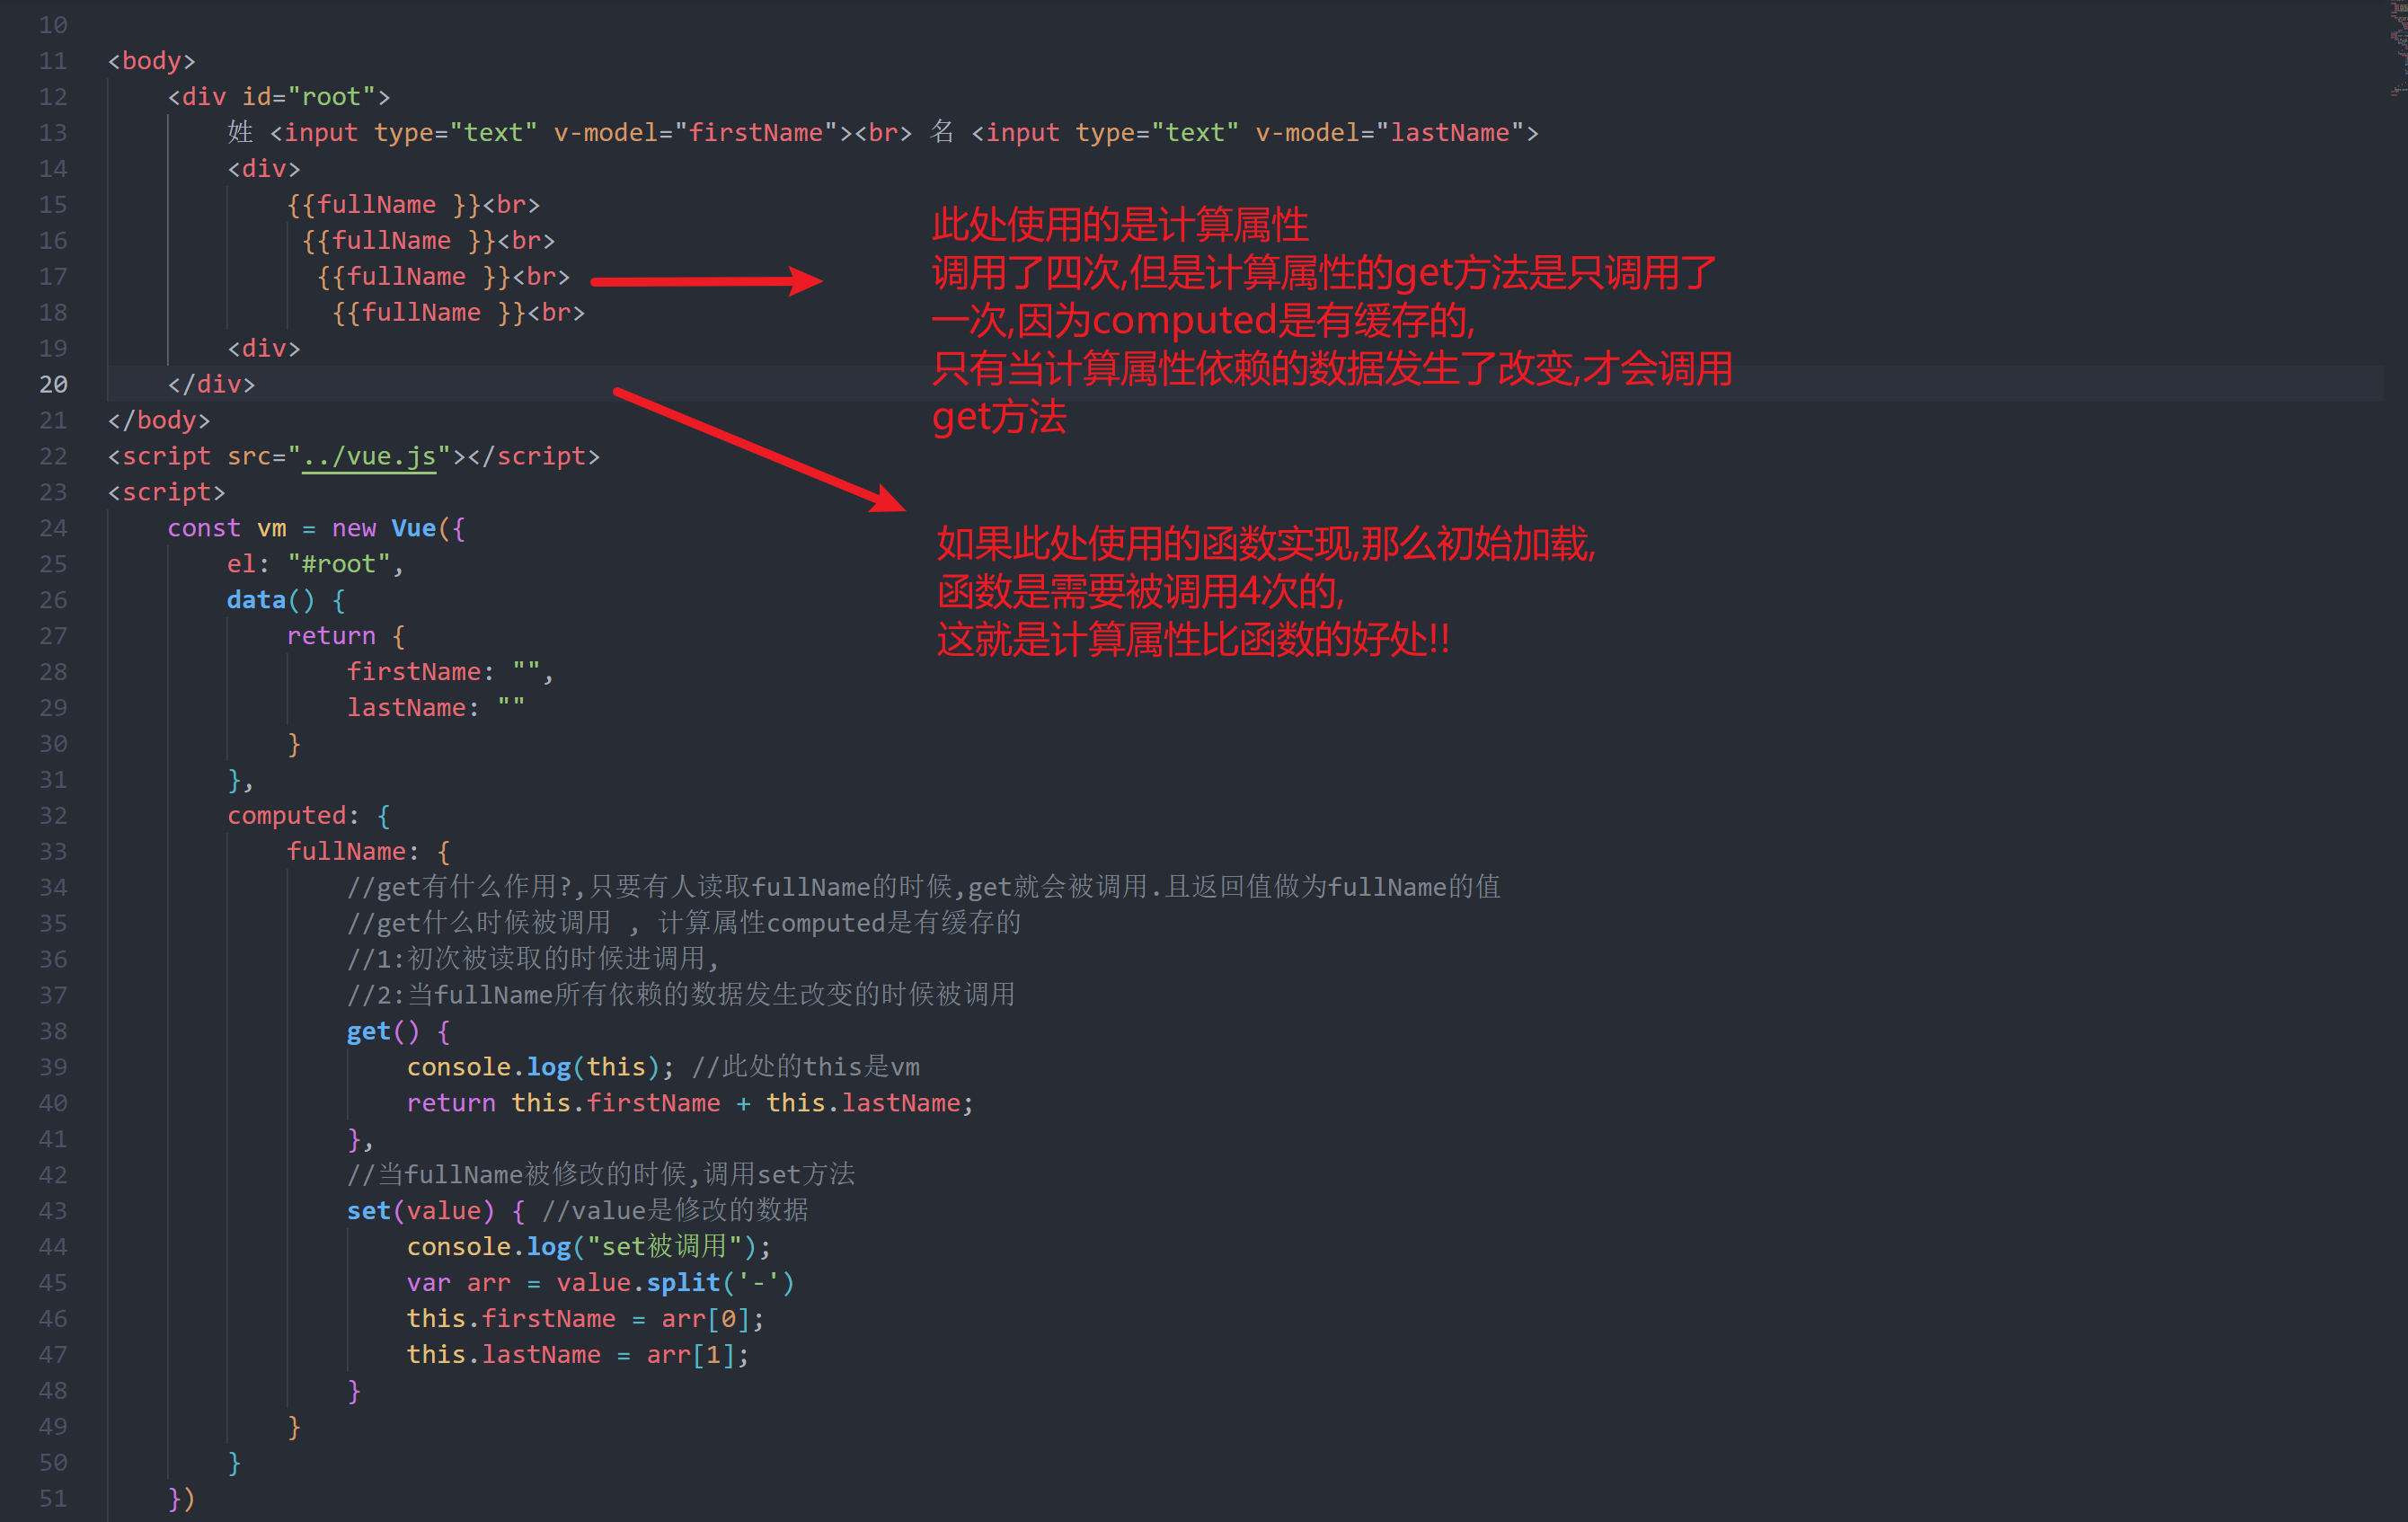 10
11 <body>
12 <div id="root">
13 姓 <input type="text" v-model="firstName"><br> 名 <input type="text" v-model="lastName">
14 <div>
15 {{fullName }}<br>
16 {{fullName }}<br>
17 {{fullName }}<br>
18 {{fullName }}<br>
19 <div>
20 </div>
21 </body>
22 <script src="../vue.js"></script>
23 <script>
24 const vm = new Vue({
25 el: "#root",
26 data() {
27 return {
28 firstName: "",
29 lastName: ""
30 }
31 },
32 computed: {
33 fullName: {
34 //get有什么作用?,只要有人读取fullName的时候,get就会被调用.且返回值做为fullName的值
35 //get什么时候被调用 , 计算属性computed是有缓存的
36 //1:初次被读取的时候进调用,
37 //2:当fullName所有依赖的数据发生改变的时候被调用
38 get() {
39 console.log(this); //此处的this是vm
40 return this.firstName + this.lastName;
41 },
42 //当fullName被修改的时候,调用set方法
43 set(value) { //value是修改的数据
44 console.log("set被调用");
45 var arr = value.split('-')
46 this.firstName = arr[0];
47 this.lastName = arr[1];
48 }
49 }
50 }
51 })
此处使用的是计算属性
调用了四次,但是计算属性的get方法是只调用了
一次,因为computed是有缓存的,
只有当计算属性依赖的数据发生了改变,才会调用
get方法
如果此处使用的函数实现,那么初始加载,
函数是需要被调用4次的,
这就是计算属性比函数的好处!!